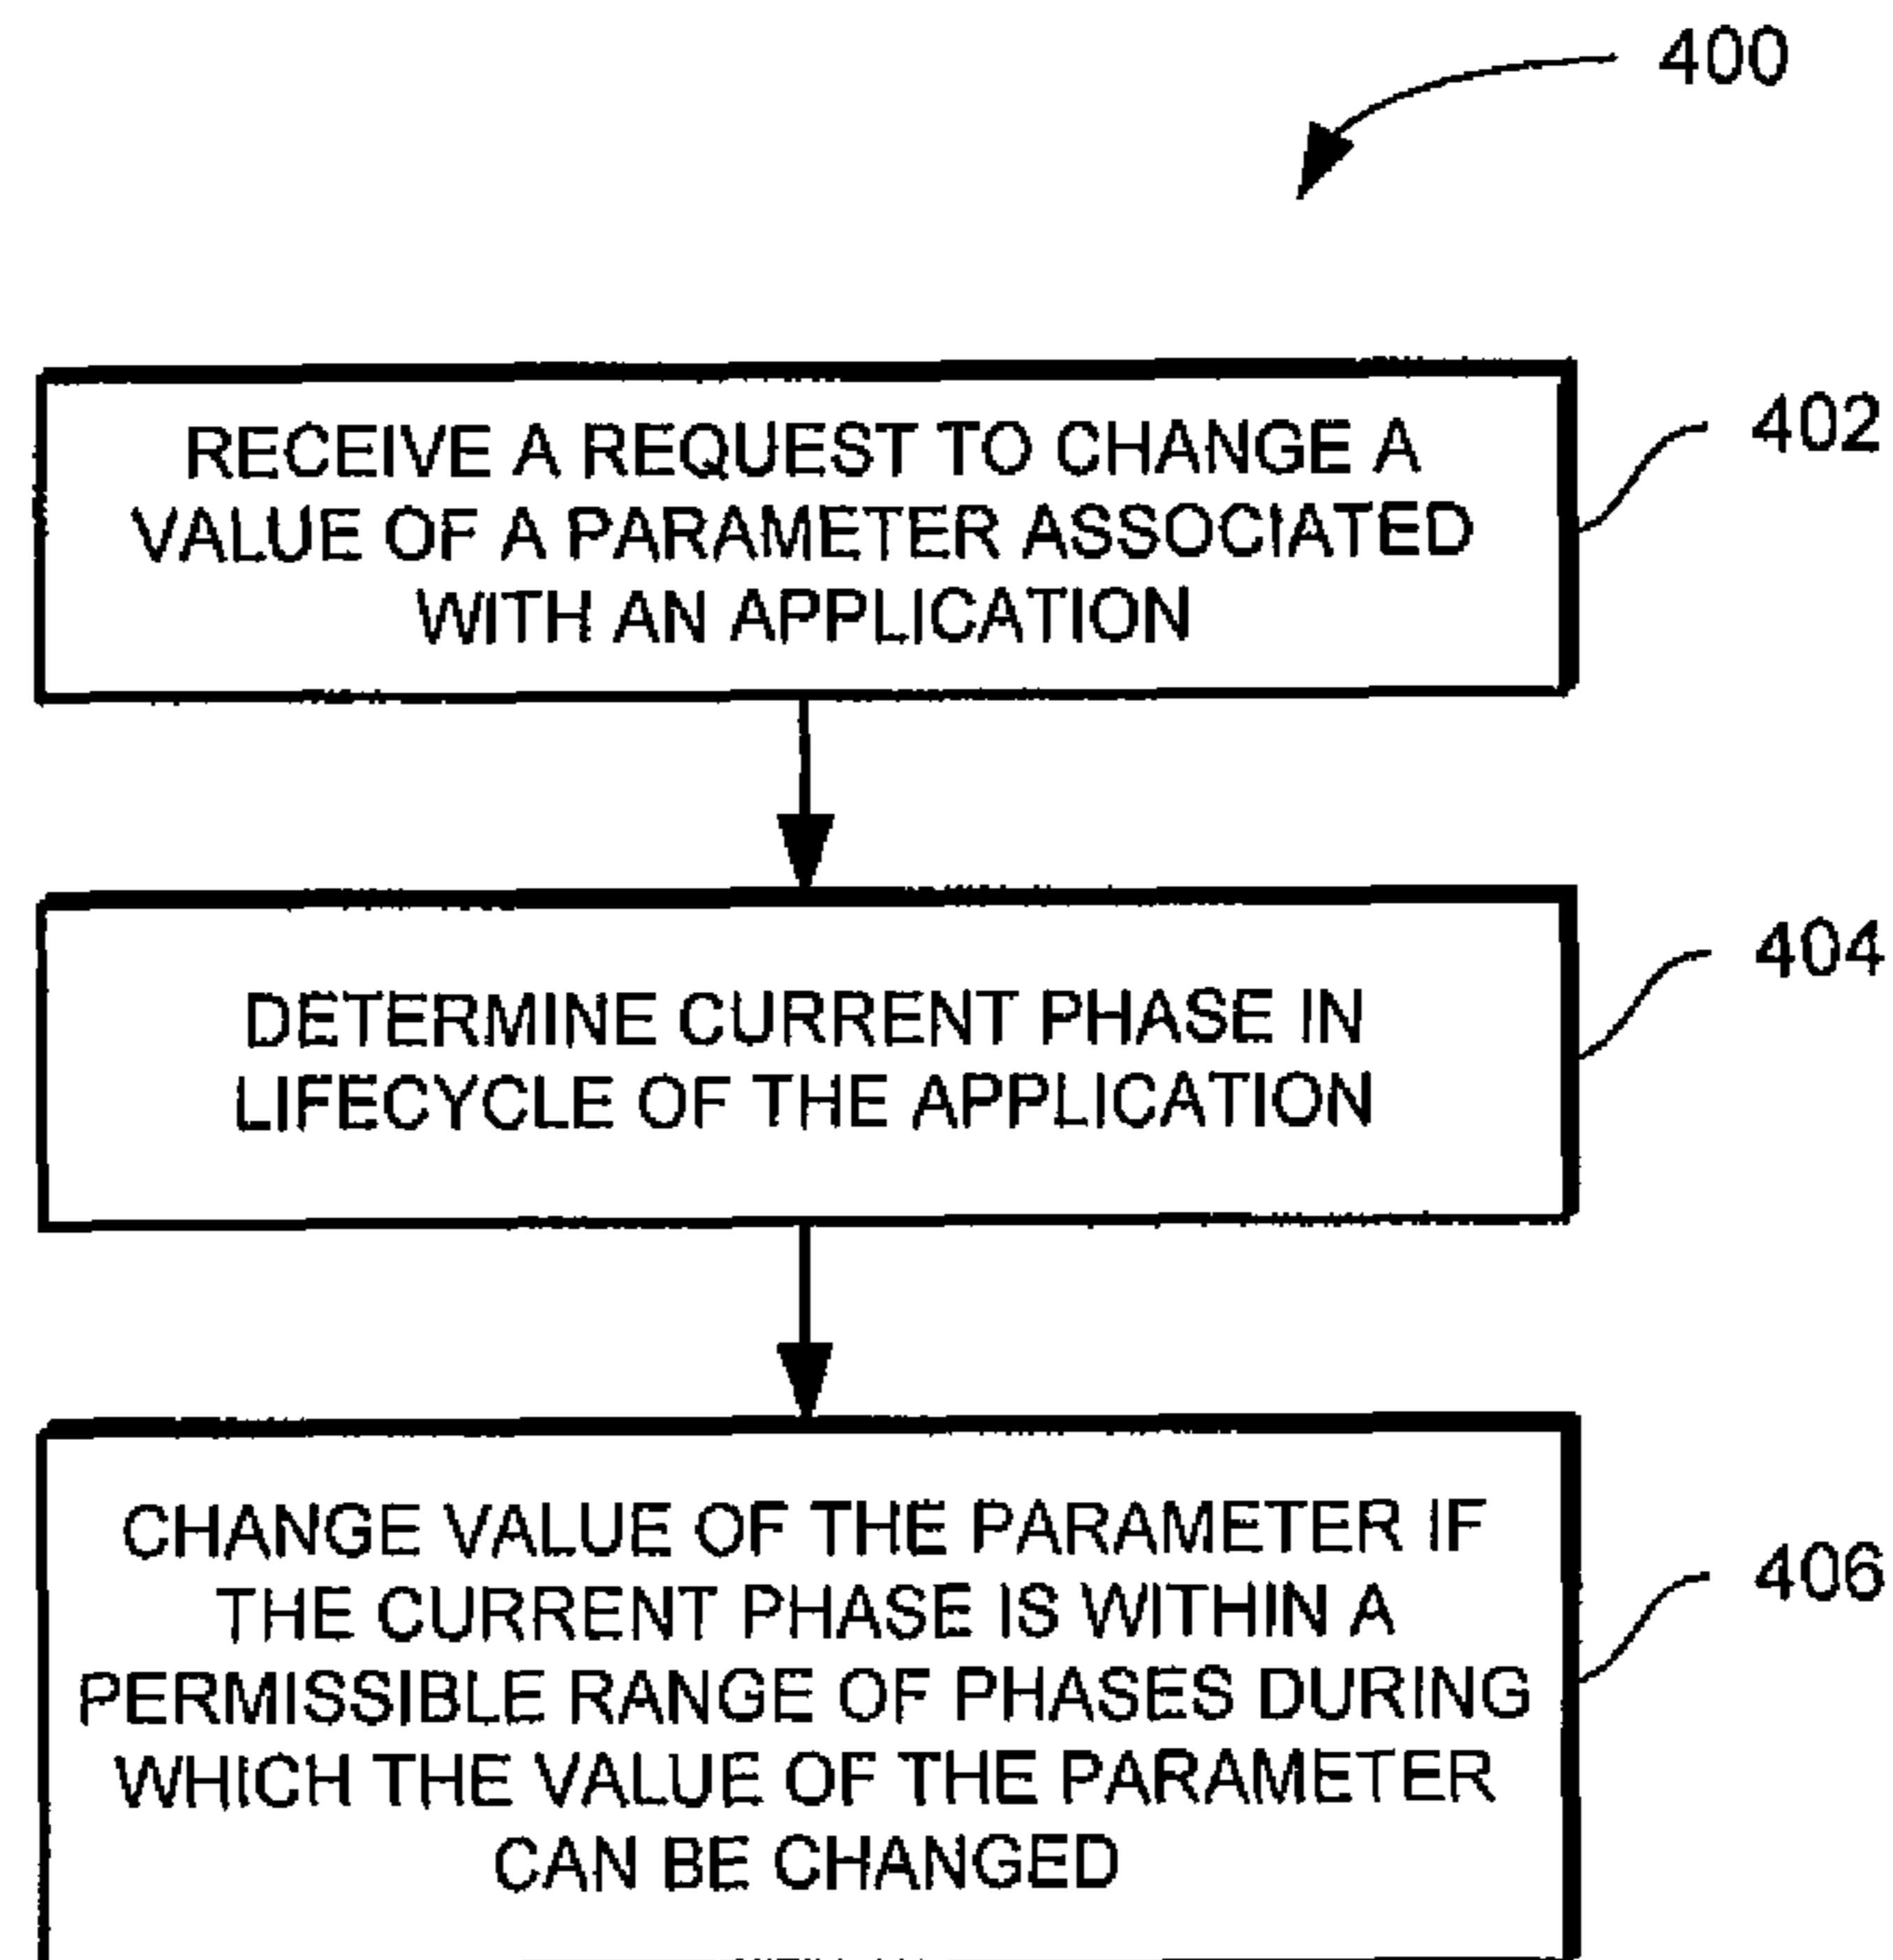 400
RECEIVE A REQUEST TO CHANGE A
VALUE OF A PARAMETER ASSOCIATED
WITH AN APPLICATION
402
DETERMINE CURRENT PHASE IN
LIFECYCLE OF THE APPLICATION
404
CHANGE VALUE OF THE PARAMETER IF
THE CURRENT PHASE IS WITHIN A
PERMISSIBLE RANGE OF PHASES DURING
WHICH THE VALUE OF THE PARAMETER
CAN BE CHANGED
406